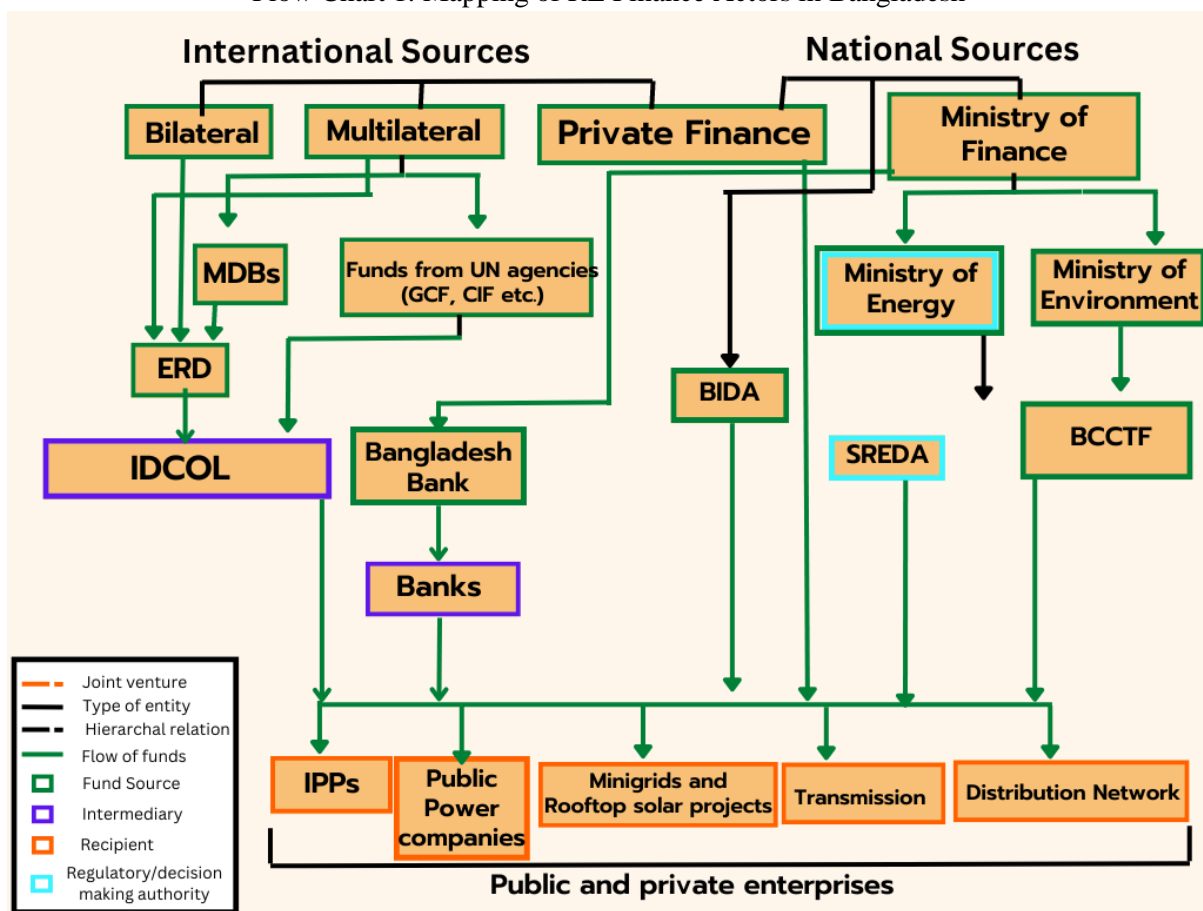 International Sources
National Sources
Bilateral
Multilateral
Private Finance
Ministry of
Finance
MDBs
Funds from UN agencies
(GCF, CIF etc.)
Ministry of
Energy
Ministry of
Environment
ERD
BIDA
IDCOL
Bangladesh
Bank
SREDA
BCCTF
Banks
Joint venture
Type of entity
Hierarchal relation
Flow of funds
Fund Source
Intermediary
Recipient
Regulatory/decision
making authority
IPPs
Public
Power
companies
Minigrids and
Rooftop solar projects
Transmission
Distribution Network
Public and private enterprises